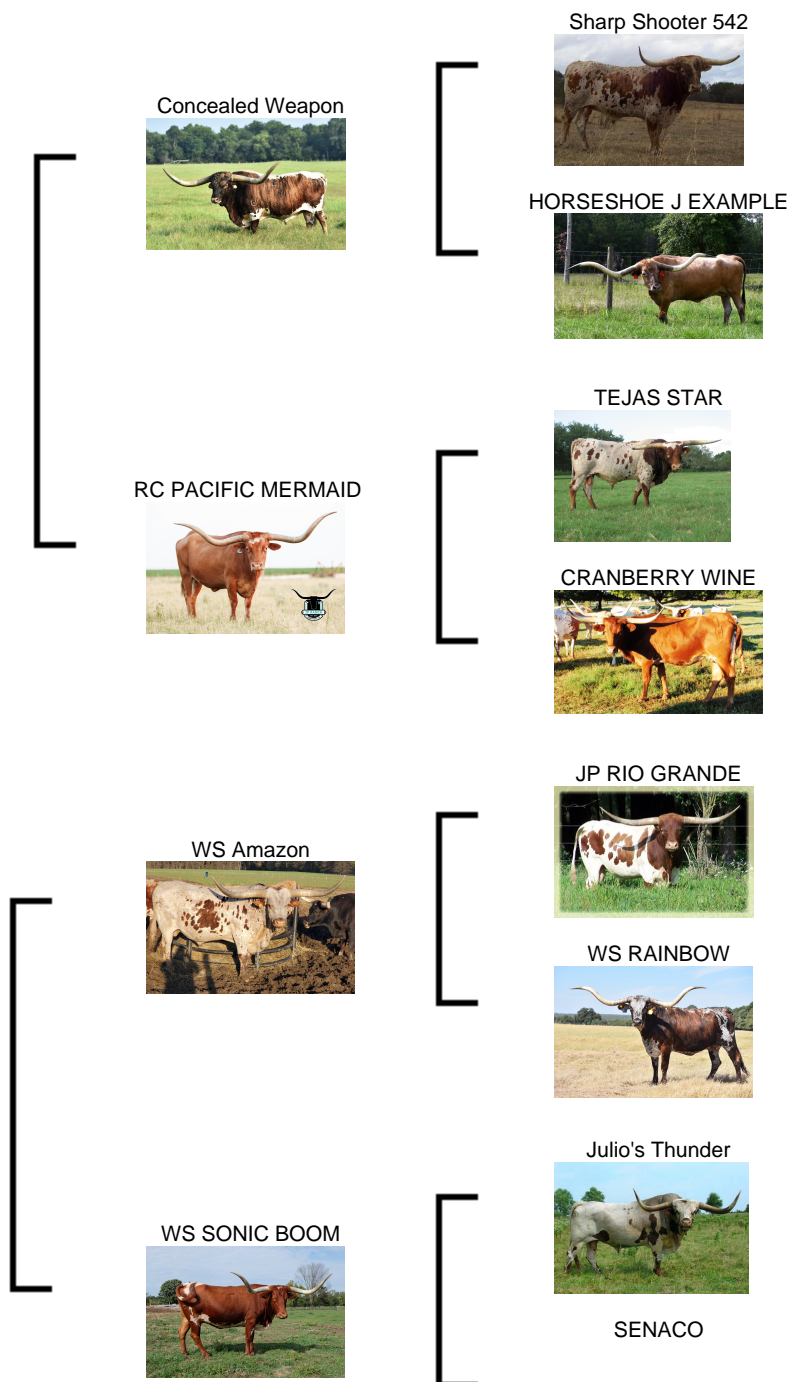 Sharp Shooter 542
Concealed Weapon
HORSESHOE J EXAMPLE
TEJAS STAR
RC PACIFIC MERMAID
CRANBERRY WINE
JP RIO GRANDE
WS Amazon
WS RAINBOW
Julio's Thunder
WS SONIC BOOM
SENACO